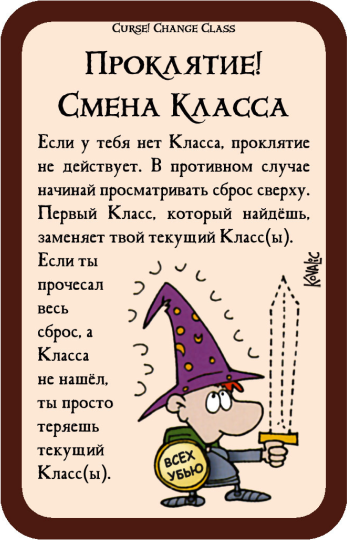 Curse! Change Class
Проклятие!
Смена Класса
Если у тебя нет Класса, проклятие
не действует. В противном случае
начинай просматривать сброс сверху.
Первый Класс, который найдёшь,
заменяет твой текущий Класс(ы).
Если ты
прочесал
весь
сброс, а
Класса
не нашёл,
ты просто
теряешь
текущий
Класс(ы).
Kovalic
ВСЕХ
УБЬЮ